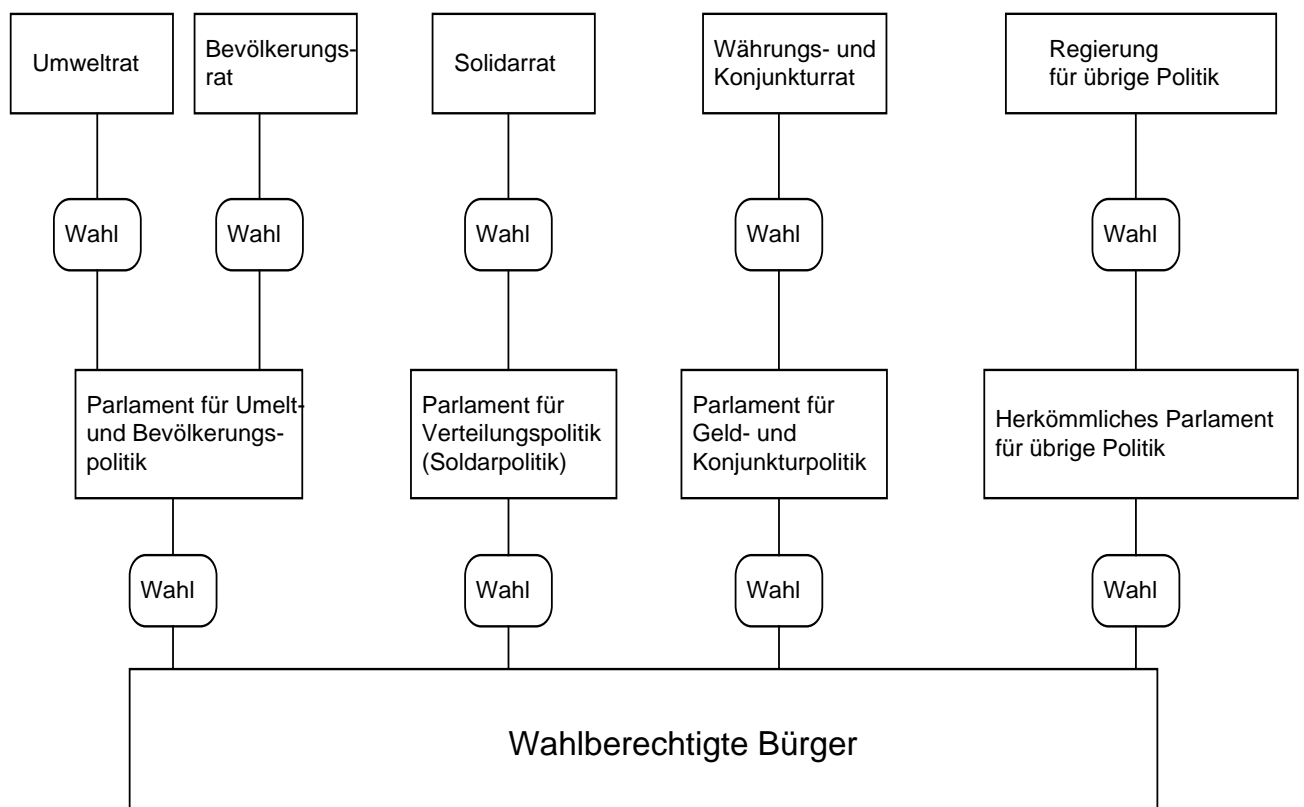 Umweltrat
Bevölkerungs-
rat
Solidarrat
Währungs- und
Konjunkturrat
Regierung
für übrige Politik
Wahl
Wahl
Wahl
Wahl
Wahl
Parlament für Umelt-
und Bevölkerungs-
politik
Parlament für
Verteilungspolitik
(Soldarpolitik)
Parlament für
Geld- und
Konjunkturpolitik
Herkömmliches Parlament
für übrige Politik
Wahl
Wahl
Wahl
Wahl
Wahlberechtigte Bürger